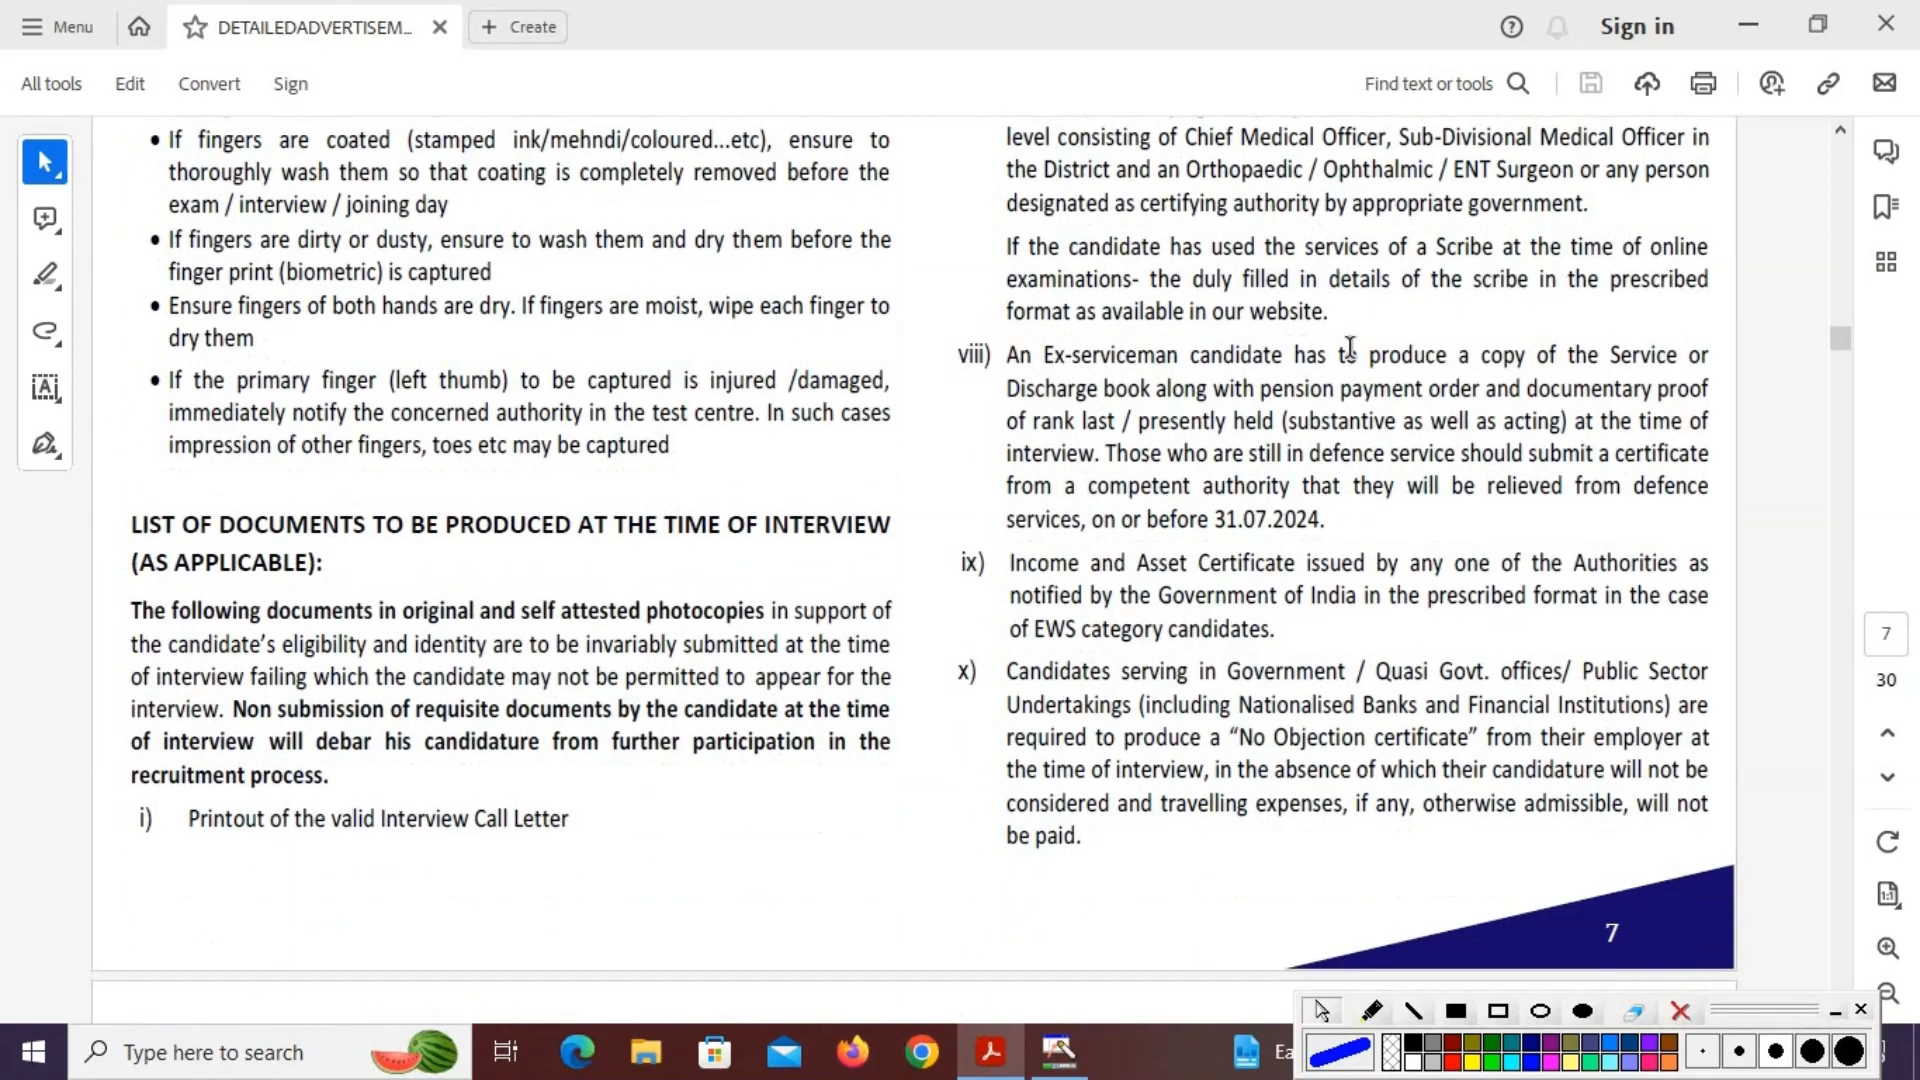 Menu
DETAILEDADVERTISEM...
Create
Sign in
All tools
Edit
Convert
Sign
Find text or tools
• If fingers are coated (stamped ink/mehndi/coloured...etc), ensure to
thoroughly wash them so that coating is completely removed before the
exam / interview / joining day
• If fingers are dirty or dusty, ensure to wash them and dry them before the
finger print (biometric) is captured
• Ensure fingers of both hands are dry. If fingers are moist, wipe each finger to
dry them
• If the primary finger (left thumb) to be captured is injured /damaged,
immediately notify the concerned authority in the test centre. In such cases
impression of other fingers, toes etc may be captured
LIST OF DOCUMENTS TO BE PRODUCED AT THE TIME OF INTERVIEW
(AS APPLICABLE):
The following documents in original and self attested photocopies in support of
the candidate's eligibility and identity are to be invariably submitted at the time
of interview failing which the candidate may not be permitted to appear for the
interview. Non submission of requisite documents by the candidate at the time
of interview will debar his candidature from further participation in the
recruitment process.
i) Printout of the valid Interview Call Letter
level consisting of Chief Medical Officer, Sub-Divisional Medical Officer in
the District and an Orthopaedic / Ophthalmic / ENT Surgeon or any person
designated as certifying authority by appropriate government.
If the candidate has used the services of a Scribe at the time of online
examinations- the duly filled in details of the scribe in the prescribed
format as available in our website.
viii) An Ex-serviceman candidate has to produce a copy of the Service or
Discharge book along with pension payment order and documentary proof
of rank last / presently held (substantive as well as acting) at the time of
interview. Those who are still in defence service should submit a certificate
from a competent authority that they will be relieved from defence
services, on or before 31.07.2024.
ix) Income and Asset Certificate issued by any one of the Authorities as
notified by the Government of India in the prescribed format in the case
of EWS category candidates.
x) Candidates serving in Government / Quasi Govt. offices/ Public Sector
Undertakings (including Nationalised Banks and Financial Institutions) are
required to produce a "No Objection certificate" from their employer at
the time of interview, in the absence of which their candidature will not be
considered and travelling expenses, if any, otherwise admissible, will not
be paid.
7
7
30
Type here to search
Ea